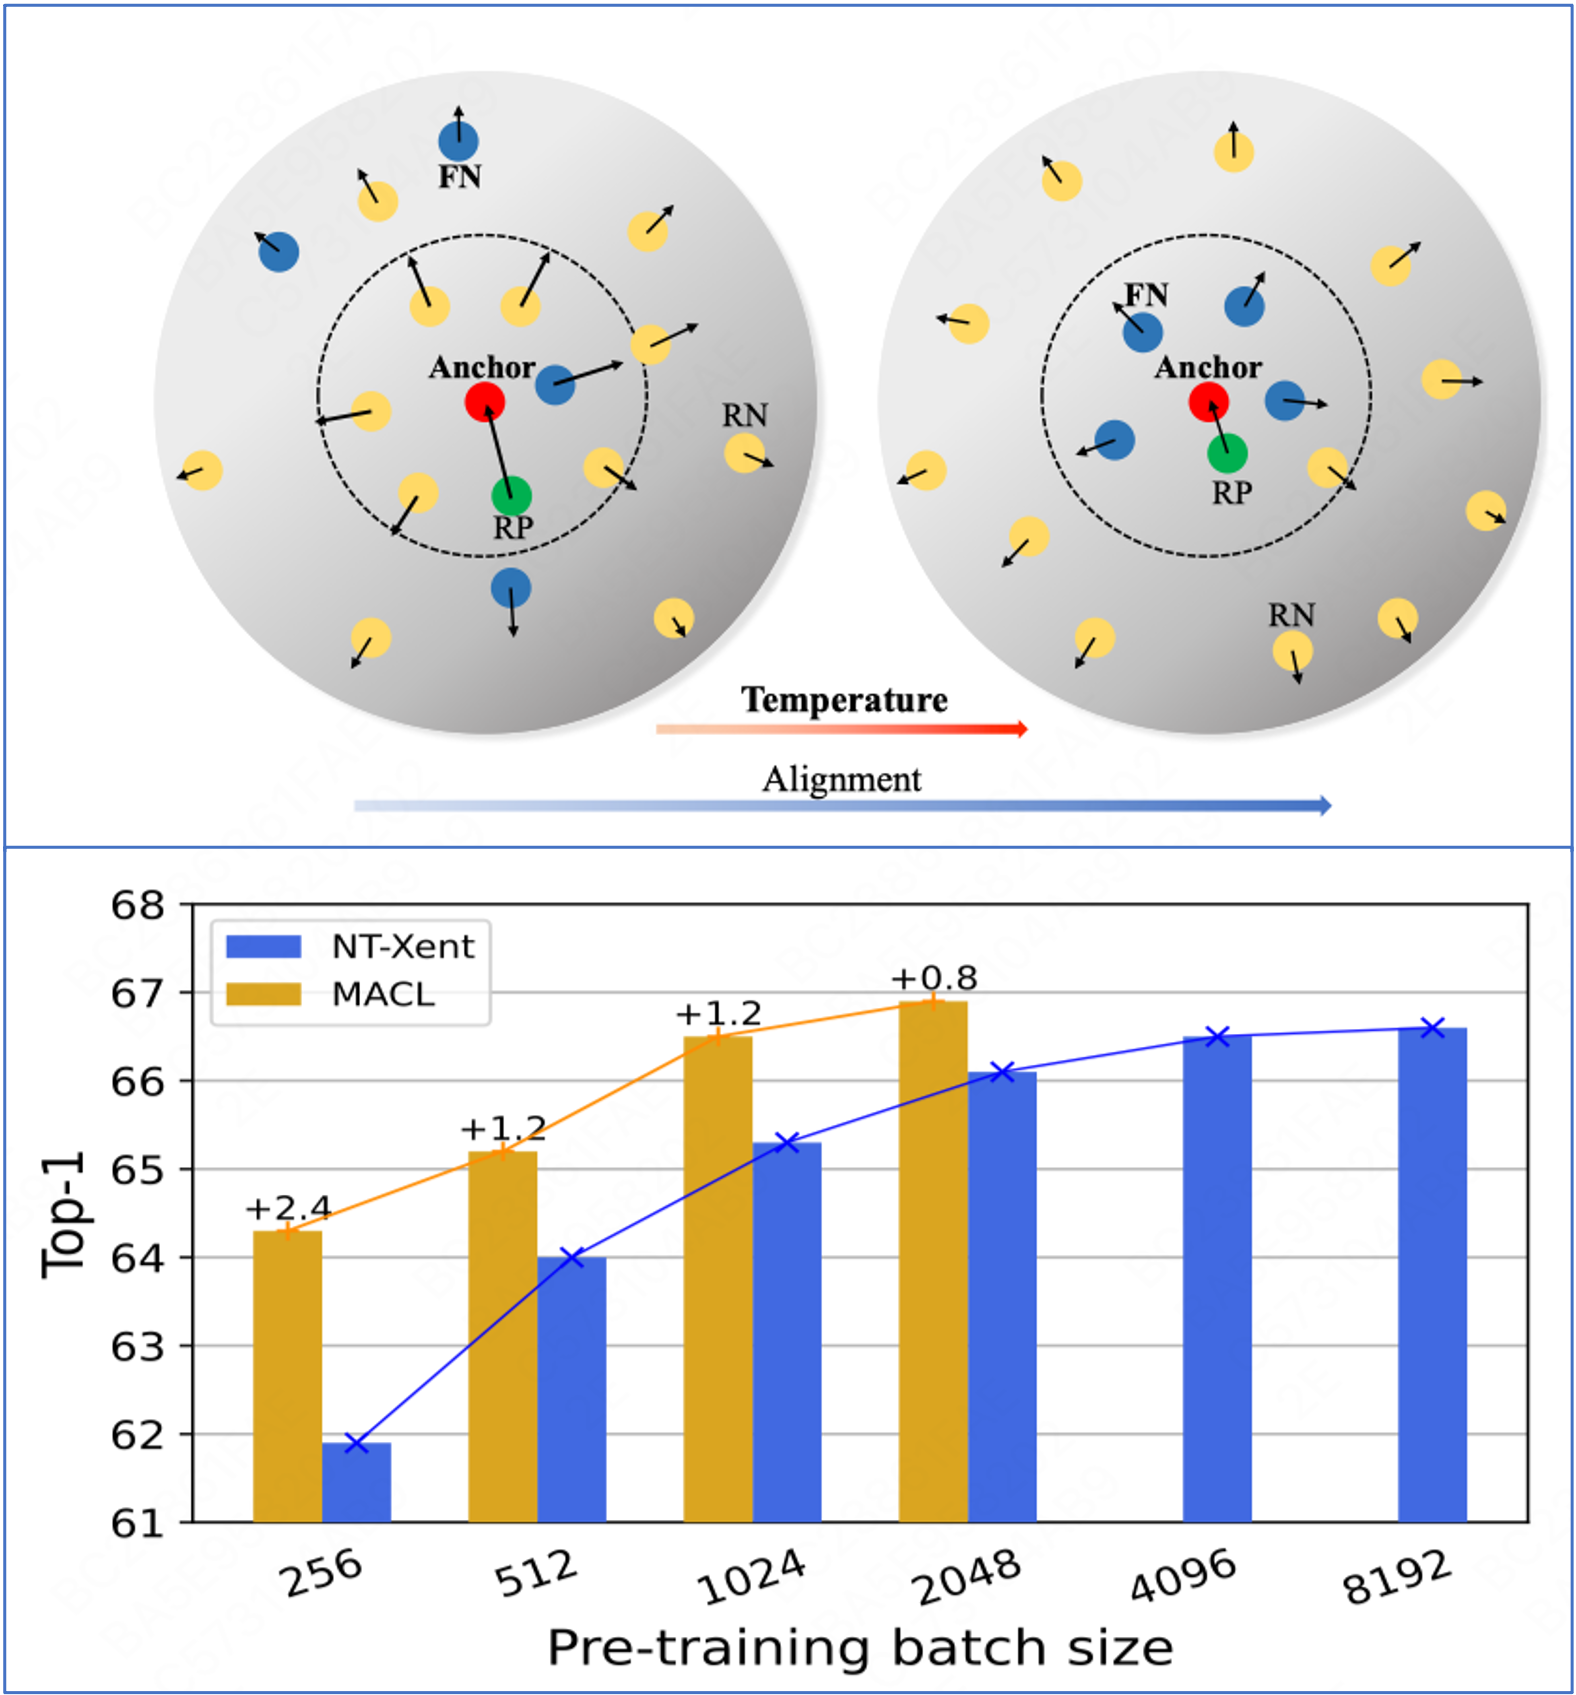 FN
Anchor
RN
RP
FN
Anchor
RP
RN
Temperature
Alignment
68
67
66
65
64
63
62
61
Top-1
NT-Xent
MACL
+2.4
+1.2
+1.2
+0.8
256
512
1024
2048
4096
8192
Pre-training batch size